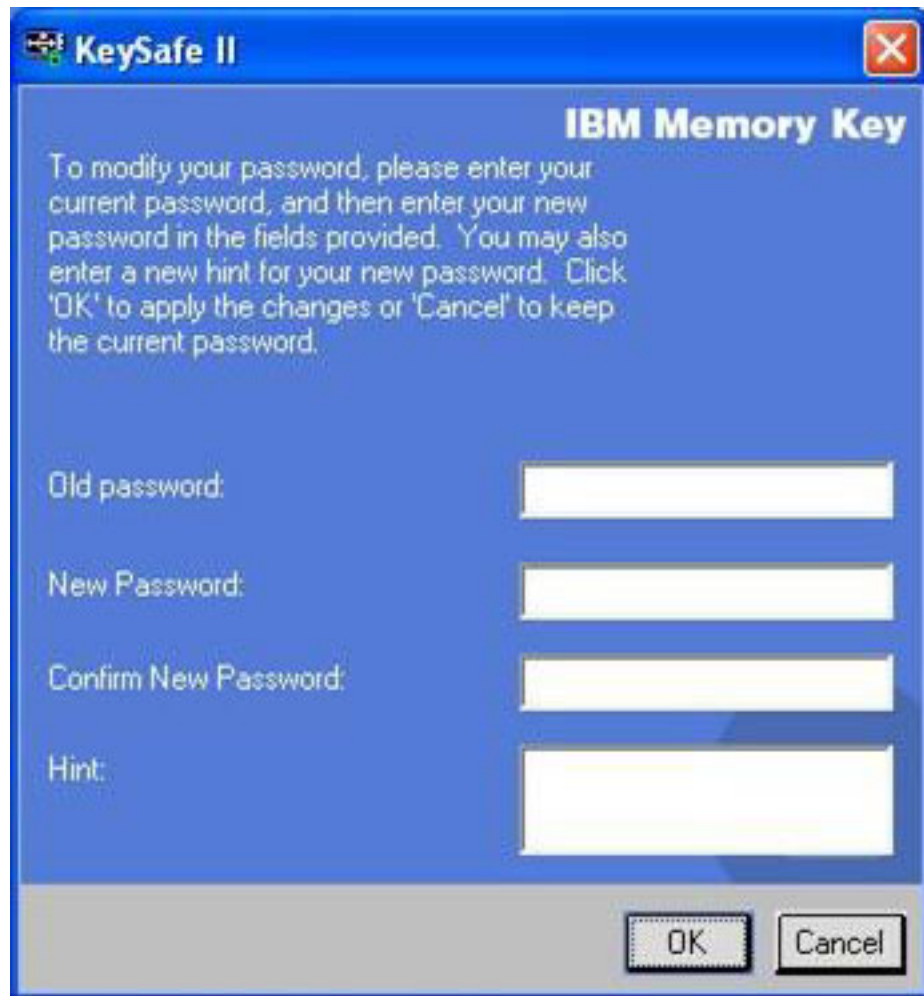 KeySafe II
IBM Memory Key
To modify your password, please enter your
current password, and then enter your new
password in the fields provided.  You may also
enter a new hint for your new password.  Click
'OK' to apply the changes or 'Cancel' to keep
the current password.
Old password:
New Password:
Confirm New Password:
Hint:
OK
Cancel